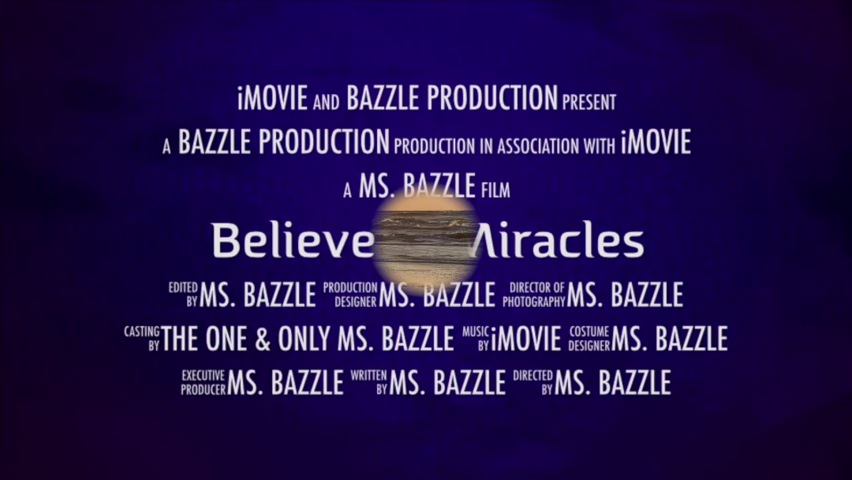 iMOVIE AND BAZZLE PRODUCTION PRESENT
A BAZZLE PRODUCTION PRODUCTION IN ASSOCIATION WITH iMOVIE
A MS. BAZZLE FILM
Believe Miracles
EDITED BY MS. BAZZLE PRODUCTION DESIGNER MS. BAZZLE DIRECTOR OF PHOTOGRAPHY MS. BAZZLE
CASTING BY THE ONE & ONLY MS. BAZZLE MUSIC BY iMOVIE COSTUME DESIGNER MS. BAZZLE
EXECUTIVE PRODUCER MS. BAZZLE WRITTEN BY MS. BAZZLE DIRECTED BY MS. BAZZLE